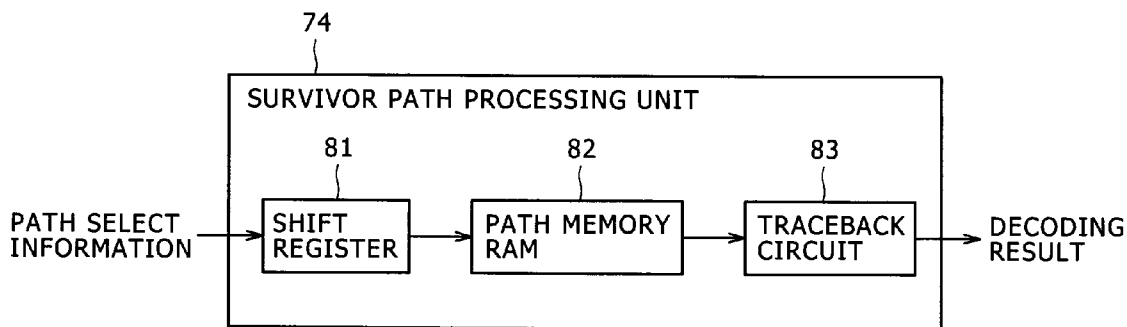 74
SURVIVOR PATH PROCESSING UNIT
81
82
83
PATH SELECT
INFORMATION
SHIFT
REGISTER
PATH MEMORY
RAM
TRACEBACK
CIRCUIT
DECODING
RESULT